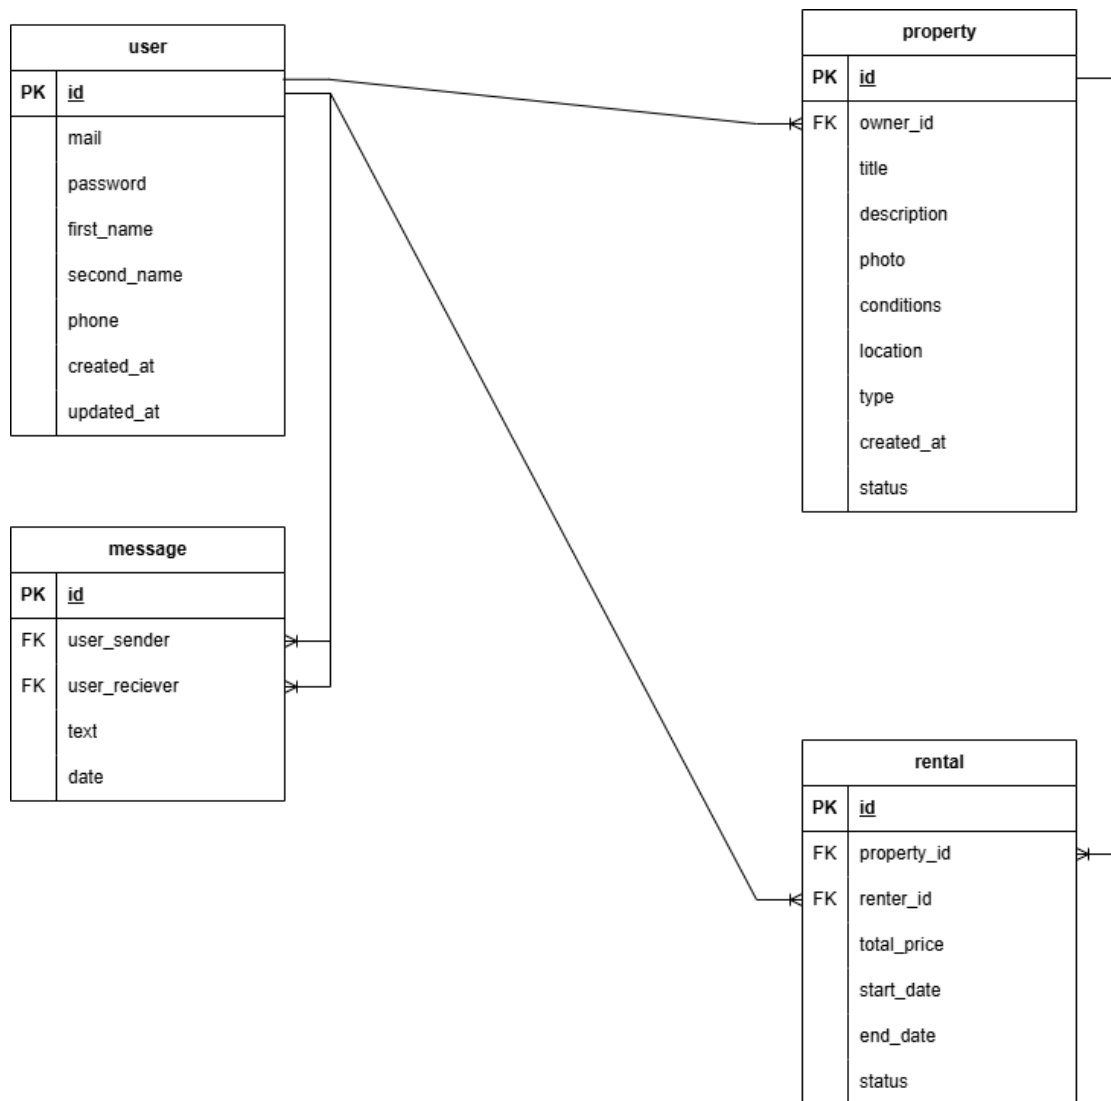 user
PK id
mail
password
first_name
second_name
phone
created_at
updated_at
message
PK id
FK user_sender
FK user_reciever
text
date
property
PK id
FK owner_id
title
description
photo
conditions
location
type
created_at
status
rental
PK id
FK property_id
FK renter_id
total_price
start_date
end_date
status